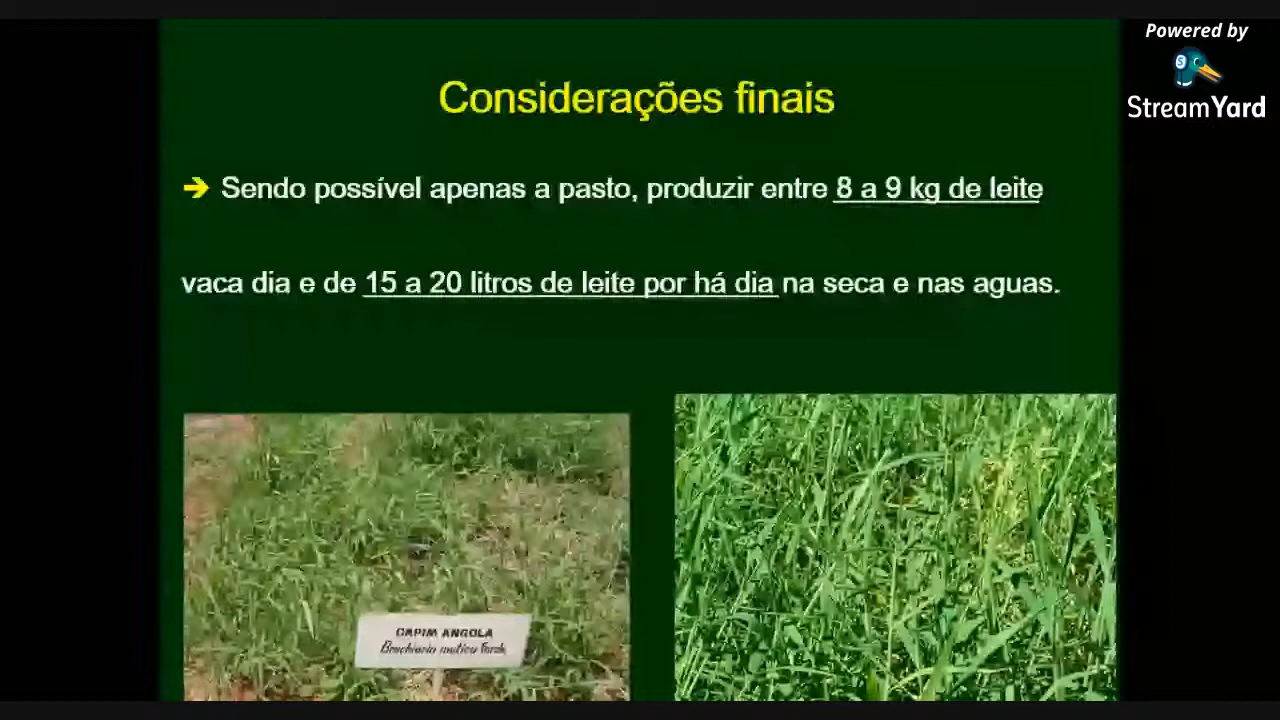 Powered by
StreamYard
Considerações finais
➔ Sendo possível apenas a pasto, produzir entre 8 a 9 kg de leite
vaca dia e de 15 a 20 litros de leite por há dia na seca e nas aguas.
CAPIM ANGOLA
Brachiaria mutica Forsk